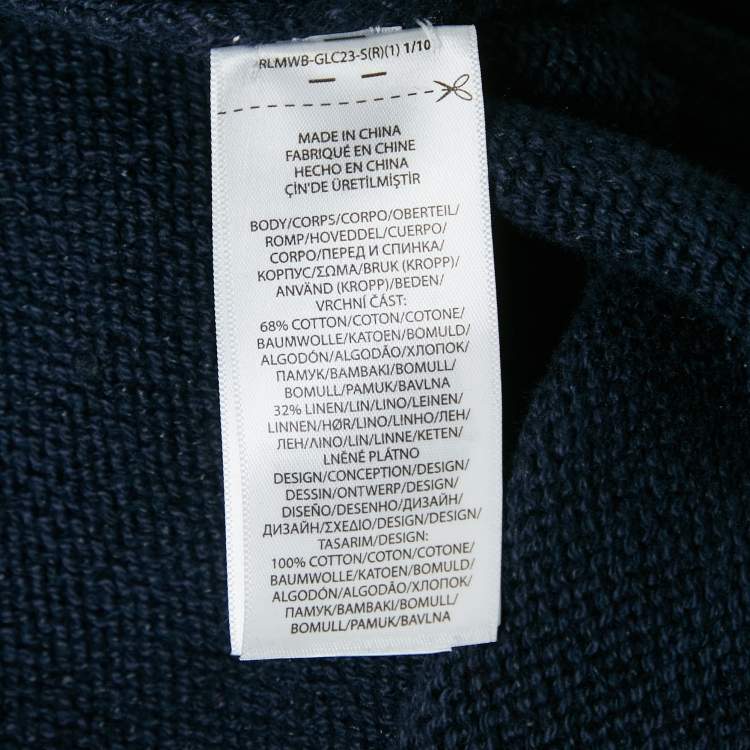 RLMWB-GLC23-S(R)(1) 1/10
MADE IN CHINA
FABRIQUÉ EN CHINE
HECHO EN CHINA
ÇİN'DE ÜRETİLMİŞTİR
BODY/CORPS/CORPO/OBERTEIL/
ROMP/HOVEDDEL/CUERPO/
CORPO/ПЕРЕД И СПИНКА/
КОРПУС/ΣΩΜΑ/BRUK (KROPP)/
ANVÄND (KROPP)/BEDEN/
VRCHNÍ ČÁST:
68% COTTON/COTON/COTONE/
BAUMWOLLE/KATOEN/BOMULD/
ALGODÓN/ALGODÃO/ХЛОПОК/
ПАМУК/ΒΑΜΒΑΚΙ/BOMULL/
BOMULL/PAMUK/BAVLNA
32% LINEN/LIN/LINO/LEINEN/
LINNEN/HØR/LINO/LINHO/ЛЕН/
ЛЕН/ΛΙΝΟ/LIN/LINNE/KETEN/
LNĚNÉ PLÁTNO
DESIGN/CONCEPTION/DESIGN/
DESSIN/ONTWERP/DESIGN/
DISEÑO/DESENHO/ДИЗАЙН/
ДИЗАЙН/ΣΧΕΔΙΟ/DESIGN/DESIGN/
TASARIM/DESIGN:
100% COTTON/COTON/COTONE/
BAUMWOLLE/KATOEN/BOMULD/
ALGODÓN/ALGODÃO/ХЛОПОК/
ПАМУК/ΒΑΜΒΑΚΙ/BOMULL/
BOMULL/PAMUK/BAVLNA